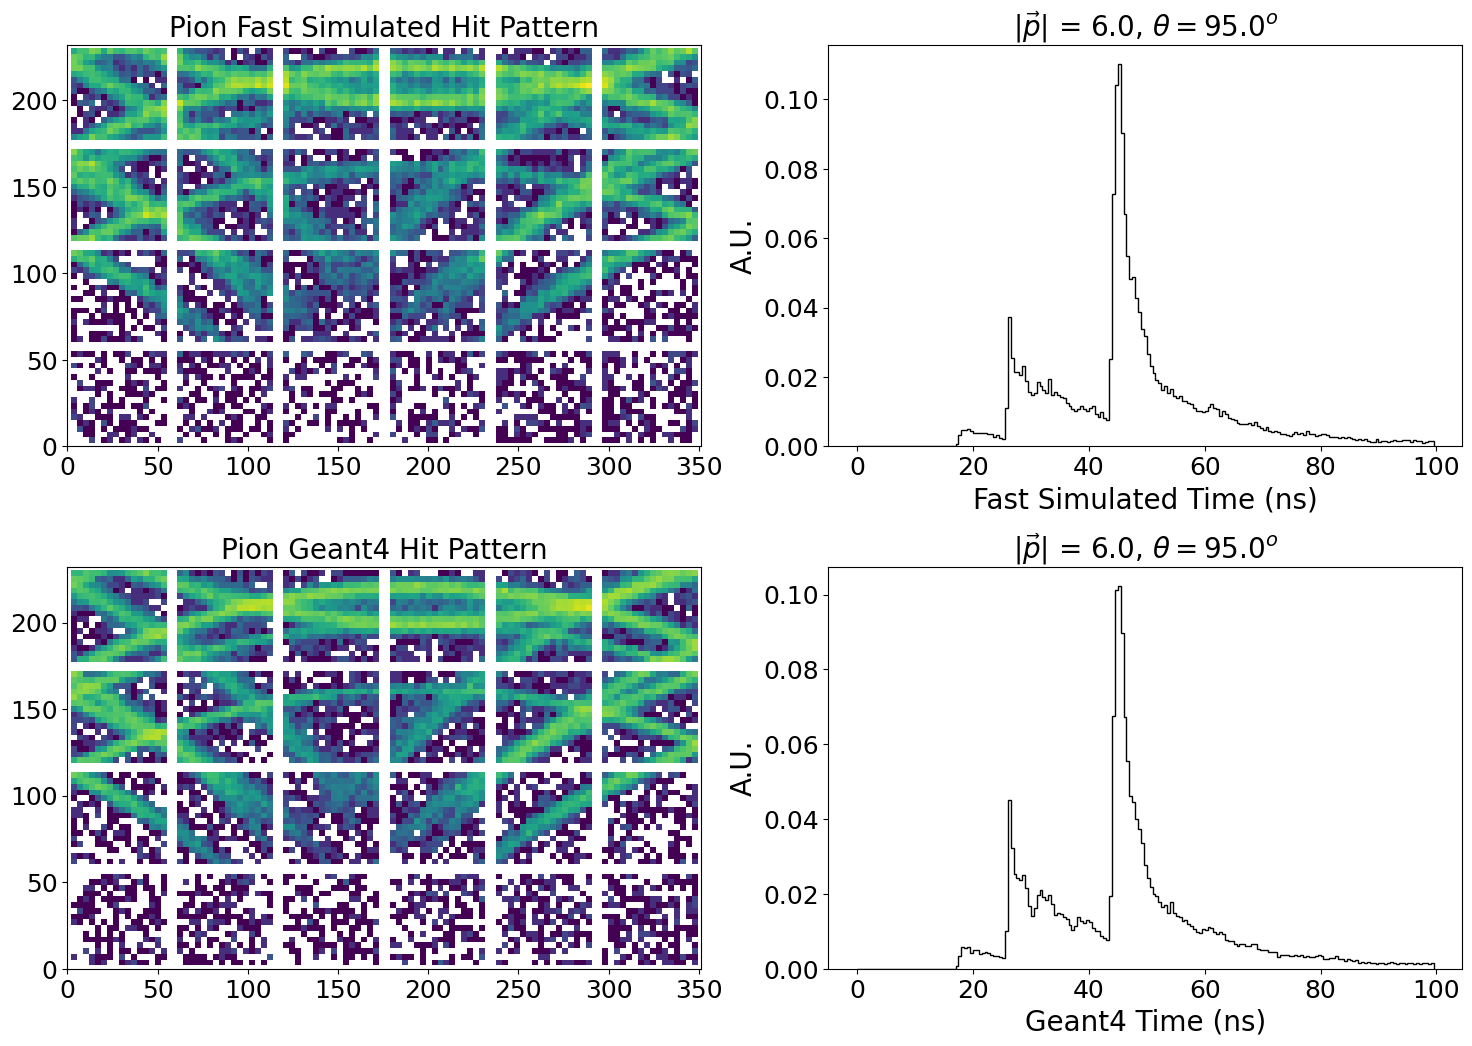 Pion Fast Simulated Hit Pattern
200
150
100
50
0
0 50 100 150 200 250 300 350
|p⃗| = 6.0, θ = 95.0°
A.U.
0.10
0.08
0.06
0.04
0.02
0.00
0 20 40 60 80 100
Fast Simulated Time (ns)
Pion Geant4 Hit Pattern
200
150
100
50
0
0 50 100 150 200 250 300 350
|p⃗| = 6.0, θ = 95.0°
A.U.
0.10
0.08
0.06
0.04
0.02
0.00
0 20 40 60 80 100
Geant4 Time (ns)